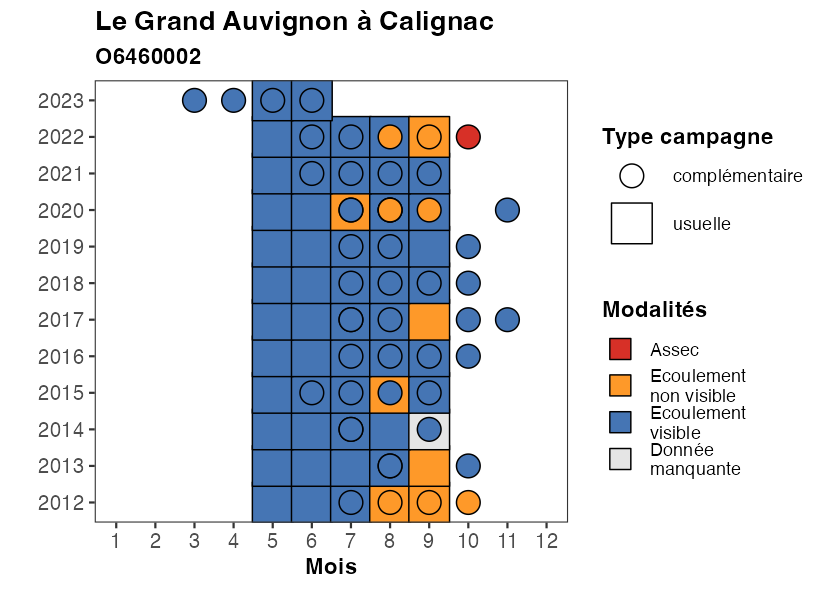 Le Grand Auvignon à Calignac
O6460002
2023
2022
2021
2020
2019
2018
2017
2016
2015
2014
2013
2012
1 2 3 4 5 6 7 8 9 10 11 12
Mois
Type campagne
complémentaire
usuelle
Modalités
Assec
Ecoulement
non visible
Ecoulement
visible
Donnée
manquante